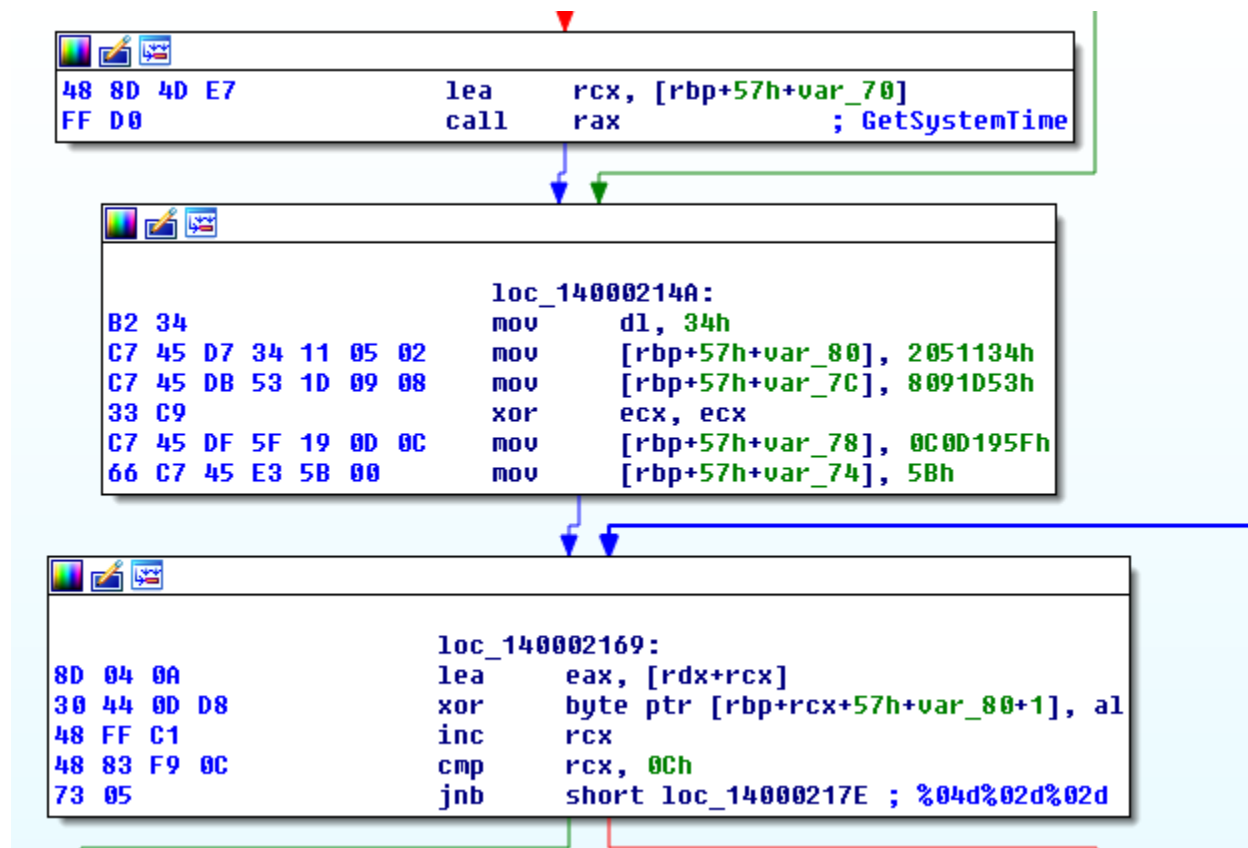 48 8D 4D E7 lea rcx, [rbp+57h+var_70]
FF D0 call rax ; GetSystemTime
loc_14000214A:
B2 34 mov dl, 34h
C7 45 D7 34 11 05 02 mov [rbp+57h+var_80], 2051134h
C7 45 DB 53 1D 09 08 mov [rbp+57h+var_7C], 8091D53h
33 C9 xor ecx, ecx
C7 45 DF 5F 19 0D 0C mov [rbp+57h+var_78], 0C0D195Fh
66 C7 45 E3 5B 00 mov [rbp+57h+var_74], 5Bh
loc_140002169:
8D 04 0A lea eax, [rdx+rcx]
30 44 0D D8 xor byte ptr [rbp+rcx+57h+var_80+1], al
48 FF C1 inc rcx
48 83 F9 0C cmp rcx, 0Ch
73 05 jnb short loc_14000217E ; %04d%02d%02d